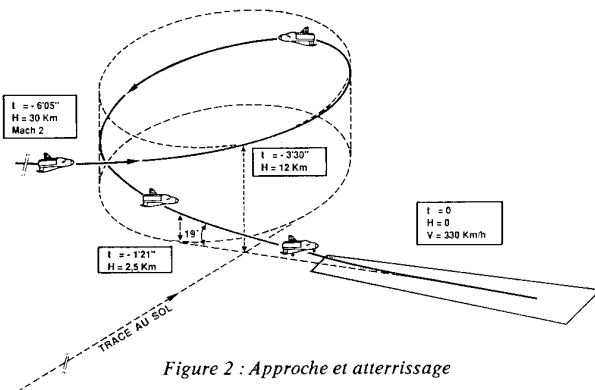 t = - 6'05"
H = 30 Km
Mach 2
t = - 3'30"
H = 12 Km
t = 0
H = 0
V = 330 Km/h
19°
t = - 1'21"
H = 2,5 Km
TRACE AU SOL
Figure 2 : Approche et atterrissage